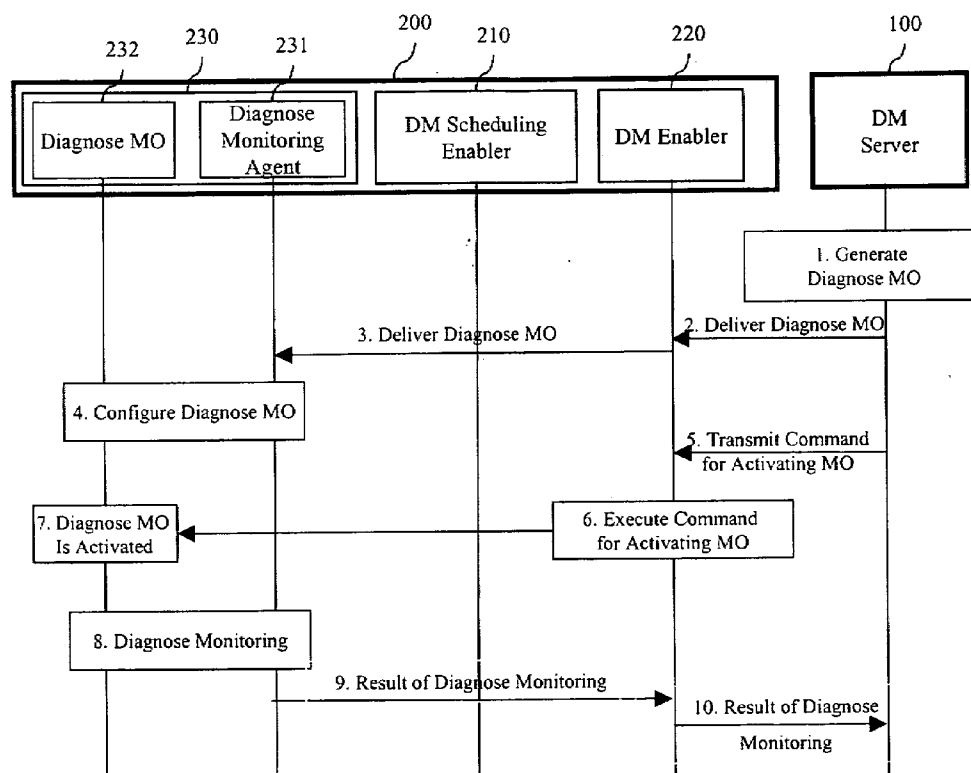 232
230
231
200
210
220
100
Diagnose MO
Diagnose
Monitoring
Agent
DM Scheduling
Enabler
DM Enabler
DM
Server
1. Generate
Diagnose MO
2. Deliver Diagnose MO
3. Deliver Diagnose MO
4. Configure Diagnose MO
5. Transmit Command
for Activating MO
6. Execute Command
for Activating MO
7. Diagnose MO
Is Activated
8. Diagnose Monitoring
9. Result of Diagnose Monitoring
10. Result of Diagnose
Monitoring